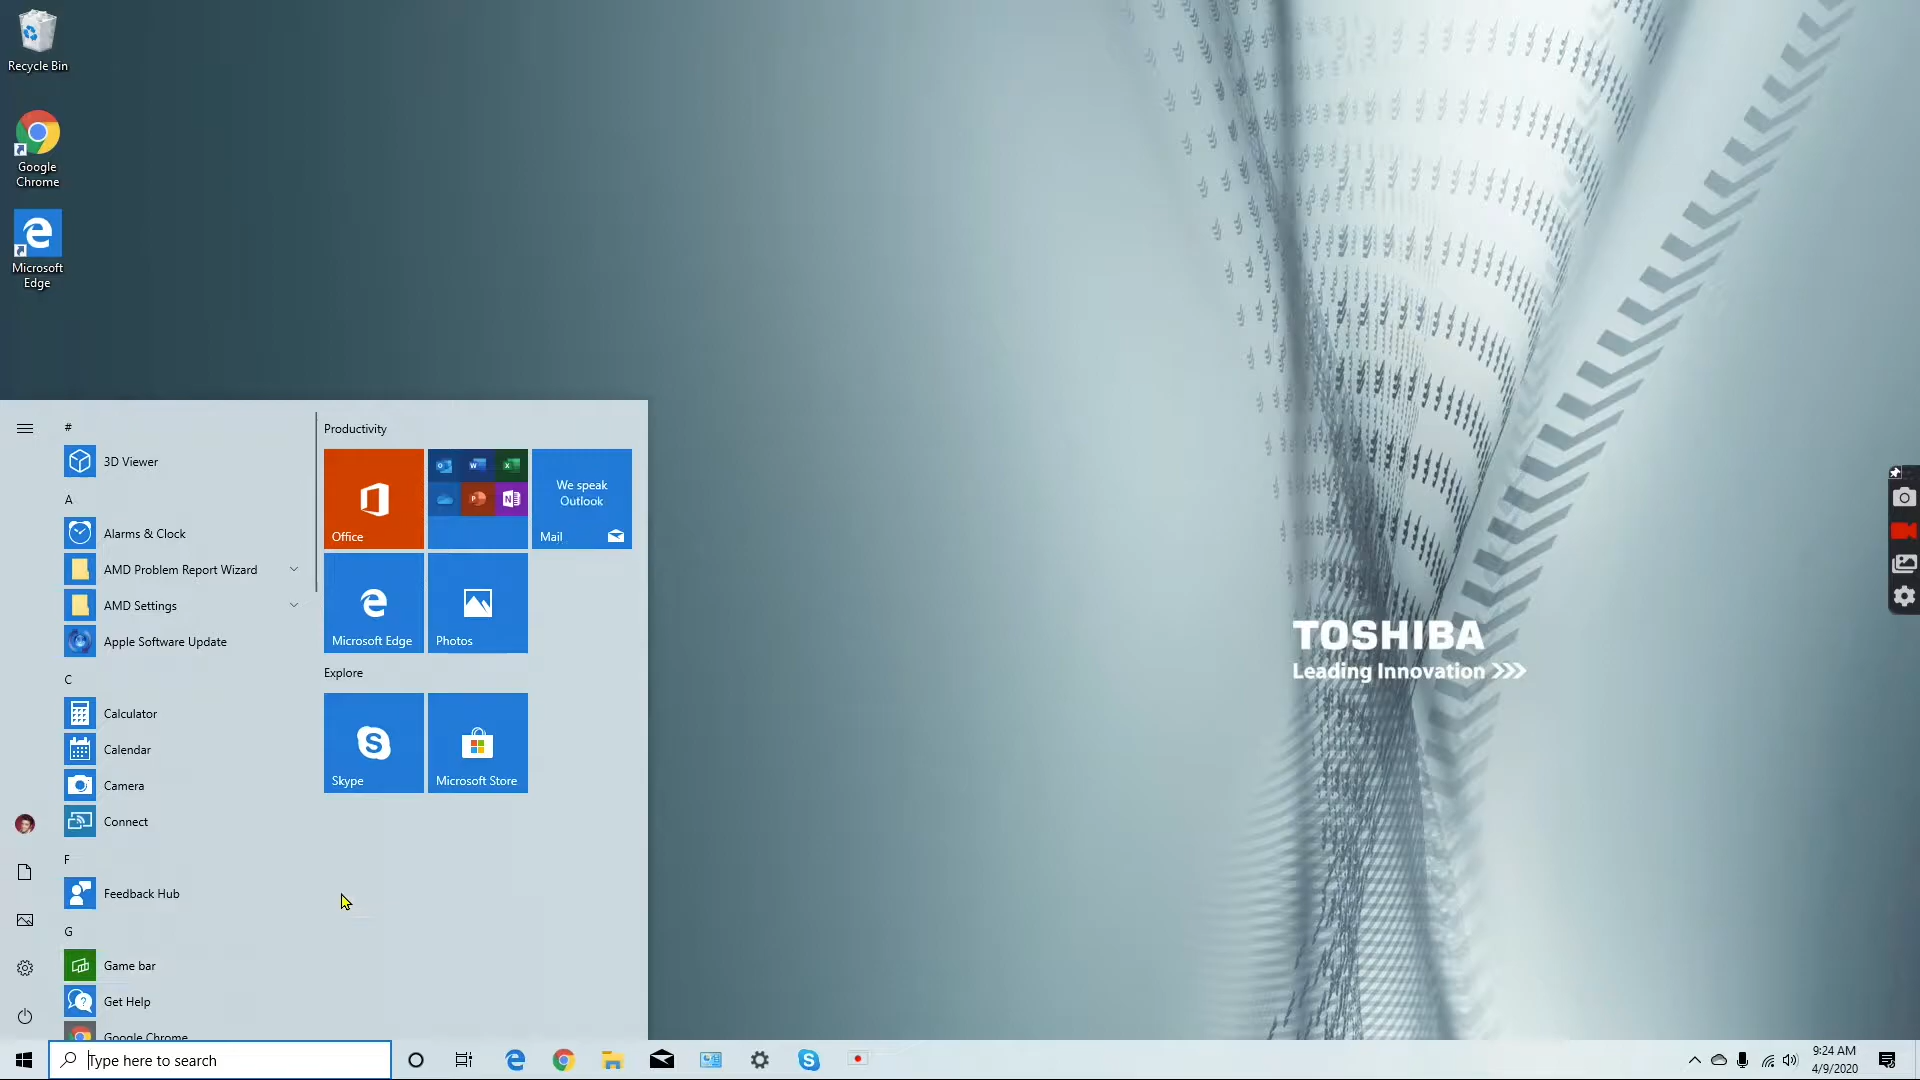 Recycle Bin
Google
Chrome
Microsoft
Edge
TOSHIBA
Leading Innovation >>>
#
3D Viewer
A
Alarms & Clock
AMD Problem Report Wizard
AMD Settings
Apple Software Update
C
Calculator
Calendar
Camera
Connect
F
Feedback Hub
G
Game bar
Get Help
Google Chrome
Productivity
Office
We speak
Outlook
Mail
Microsoft Edge
Photos
Explore
Skype
Microsoft Store
Type here to search
9:24 AM
4/9/2020